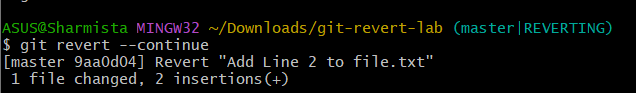 ASUS@Sharmista MINGW32 ~/Downloads/git-revert-lab (master|REVERTING)
$ git revert --continue
[master 9aa0d04] Revert "Add Line 2 to file.txt"
 1 file changed, 2 insertions(+)